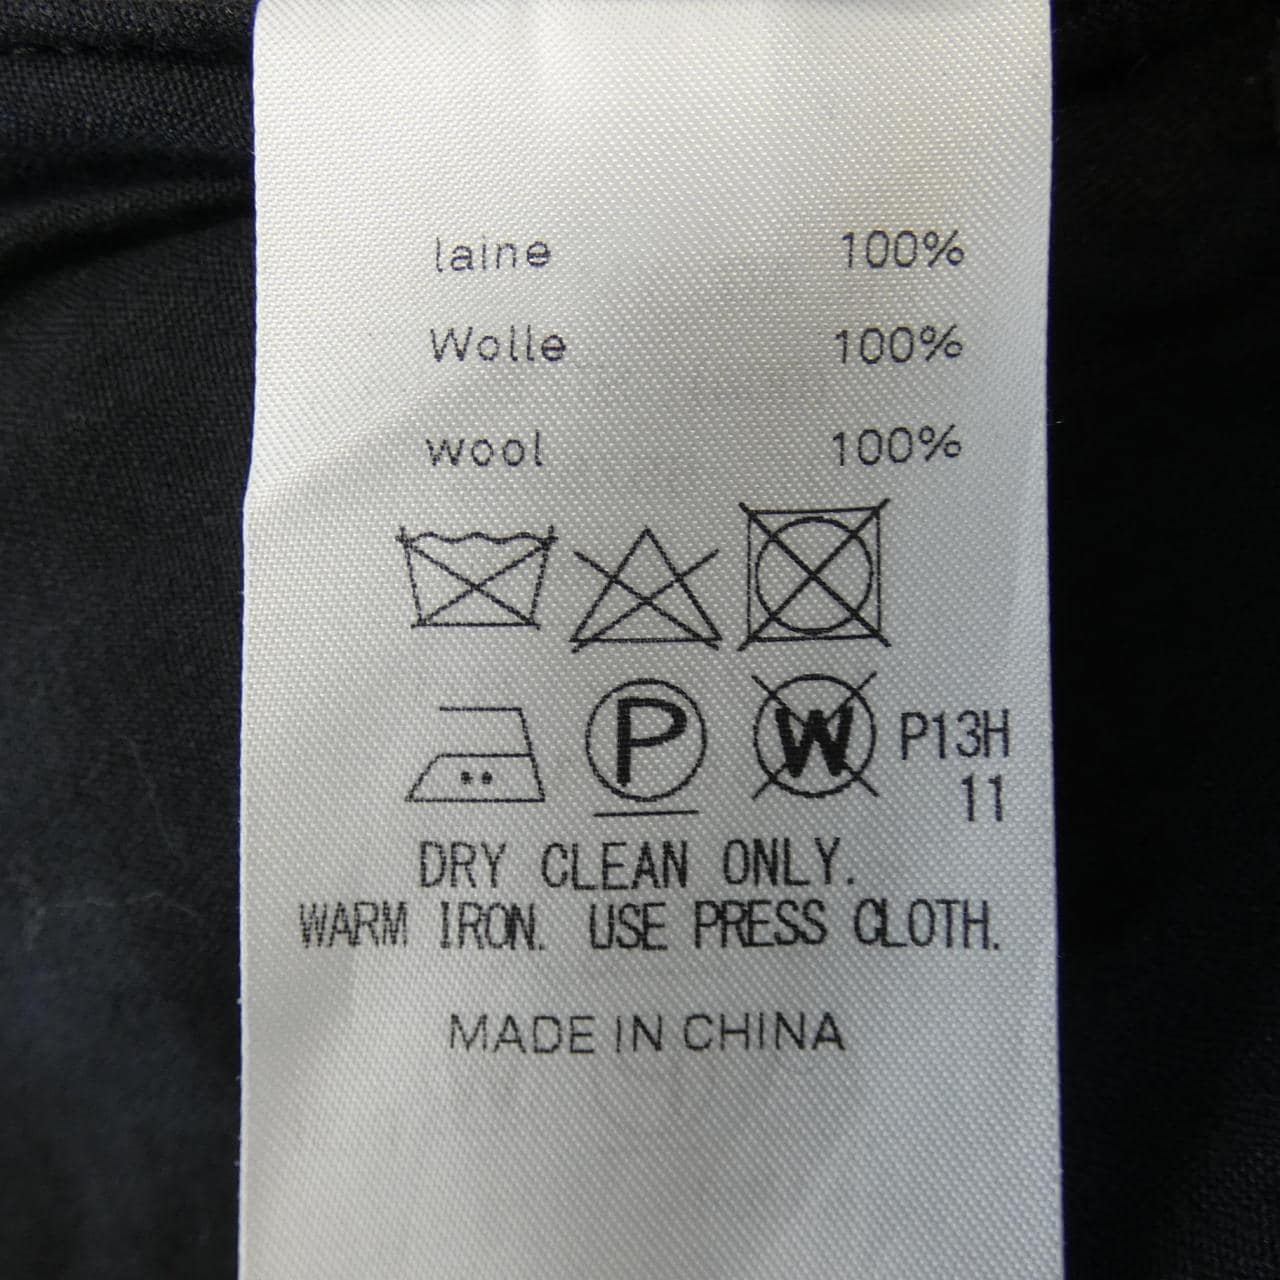 laine 100%
Wolle 100%
wool 100%
P W P13H
11
DRY CLEAN ONLY.
WARM IRON. USE PRESS CLOTH.
MADE IN CHINA